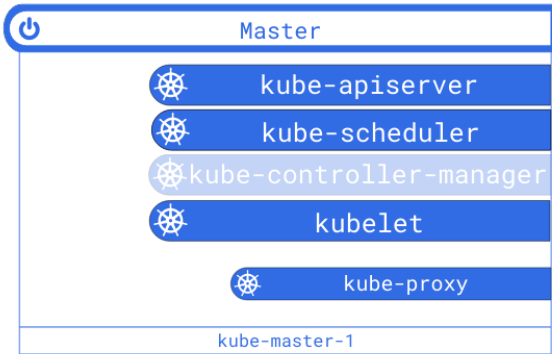 Master
kube-apiserver
kube-scheduler
kube-controller-manager
kubelet
kube-proxy
kube-master-1